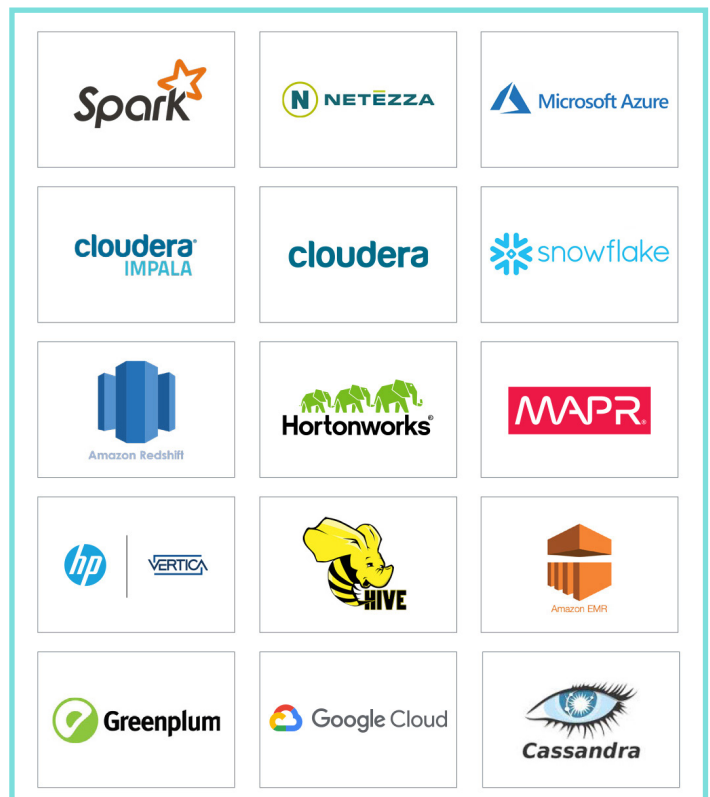 Spark
N NETĒZZA
Microsoft Azure
cloudera®
IMPALA
cloudera
snowflake
Amazon Redshift
Hortonworks®
MAPR®
hp VERTICA
HIVE
Amazon EMR
Greenplum
Google Cloud
Cassandra